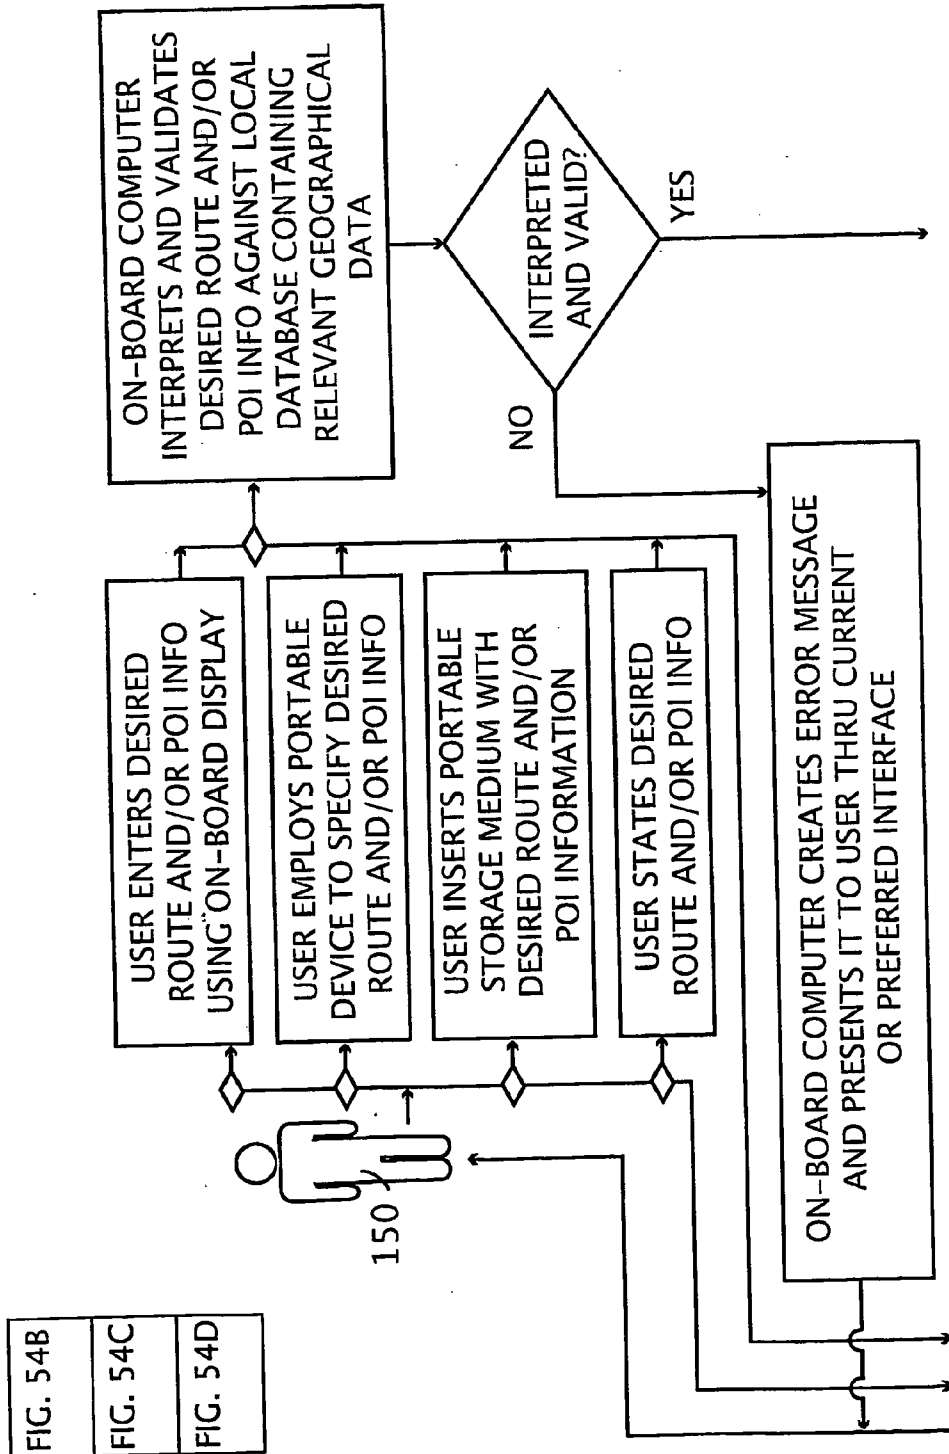 FIG. 54B
FIG. 54C
FIG. 54D
150
USER ENTERS DESIRED
ROUTE AND/OR POI INFO
USING ON-BOARD DISPLAY
USER EMPLOYS PORTABLE
DEVICE TO SPECIFY DESIRED
ROUTE AND/OR POI INFO
USER INSERTS PORTABLE
STORAGE MEDIUM WITH
DESIRED ROUTE AND/OR
POI INFORMATION
USER STATES DESIRED
ROUTE AND/OR POI INFO
ON-BOARD COMPUTER
INTERPRETS AND VALIDATES
DESIRED ROUTE AND/OR
POI INFO AGAINST LOCAL
DATABASE CONTAINING
RELEVANT GEOGRAPHICAL
DATA
INTERPRETED
AND VALID?
NO
YES
ON-BOARD COMPUTER CREATES ERROR MESSAGE
AND PRESENTS IT TO USER THRU CURRENT
OR PREFERRED INTERFACE